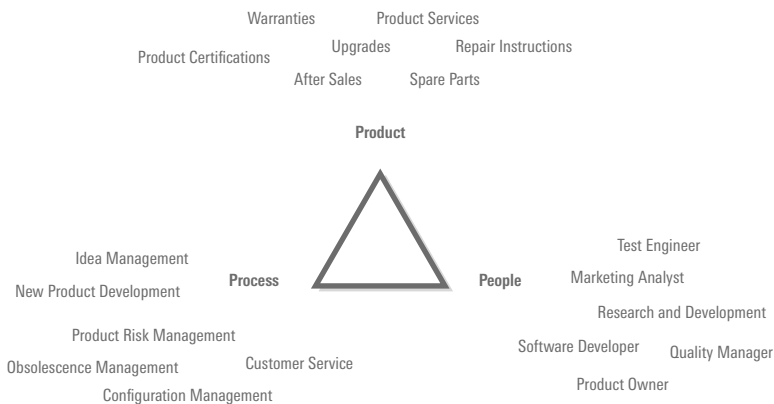 Warranties
Product Services
Upgrades
Repair Instructions
Product Certifications
After Sales
Spare Parts
Product
Process
People
Idea Management
New Product Development
Product Risk Management
Obsolescence Management
Customer Service
Configuration Management
Test Engineer
Marketing Analyst
Research and Development
Software Developer
Quality Manager
Product Owner